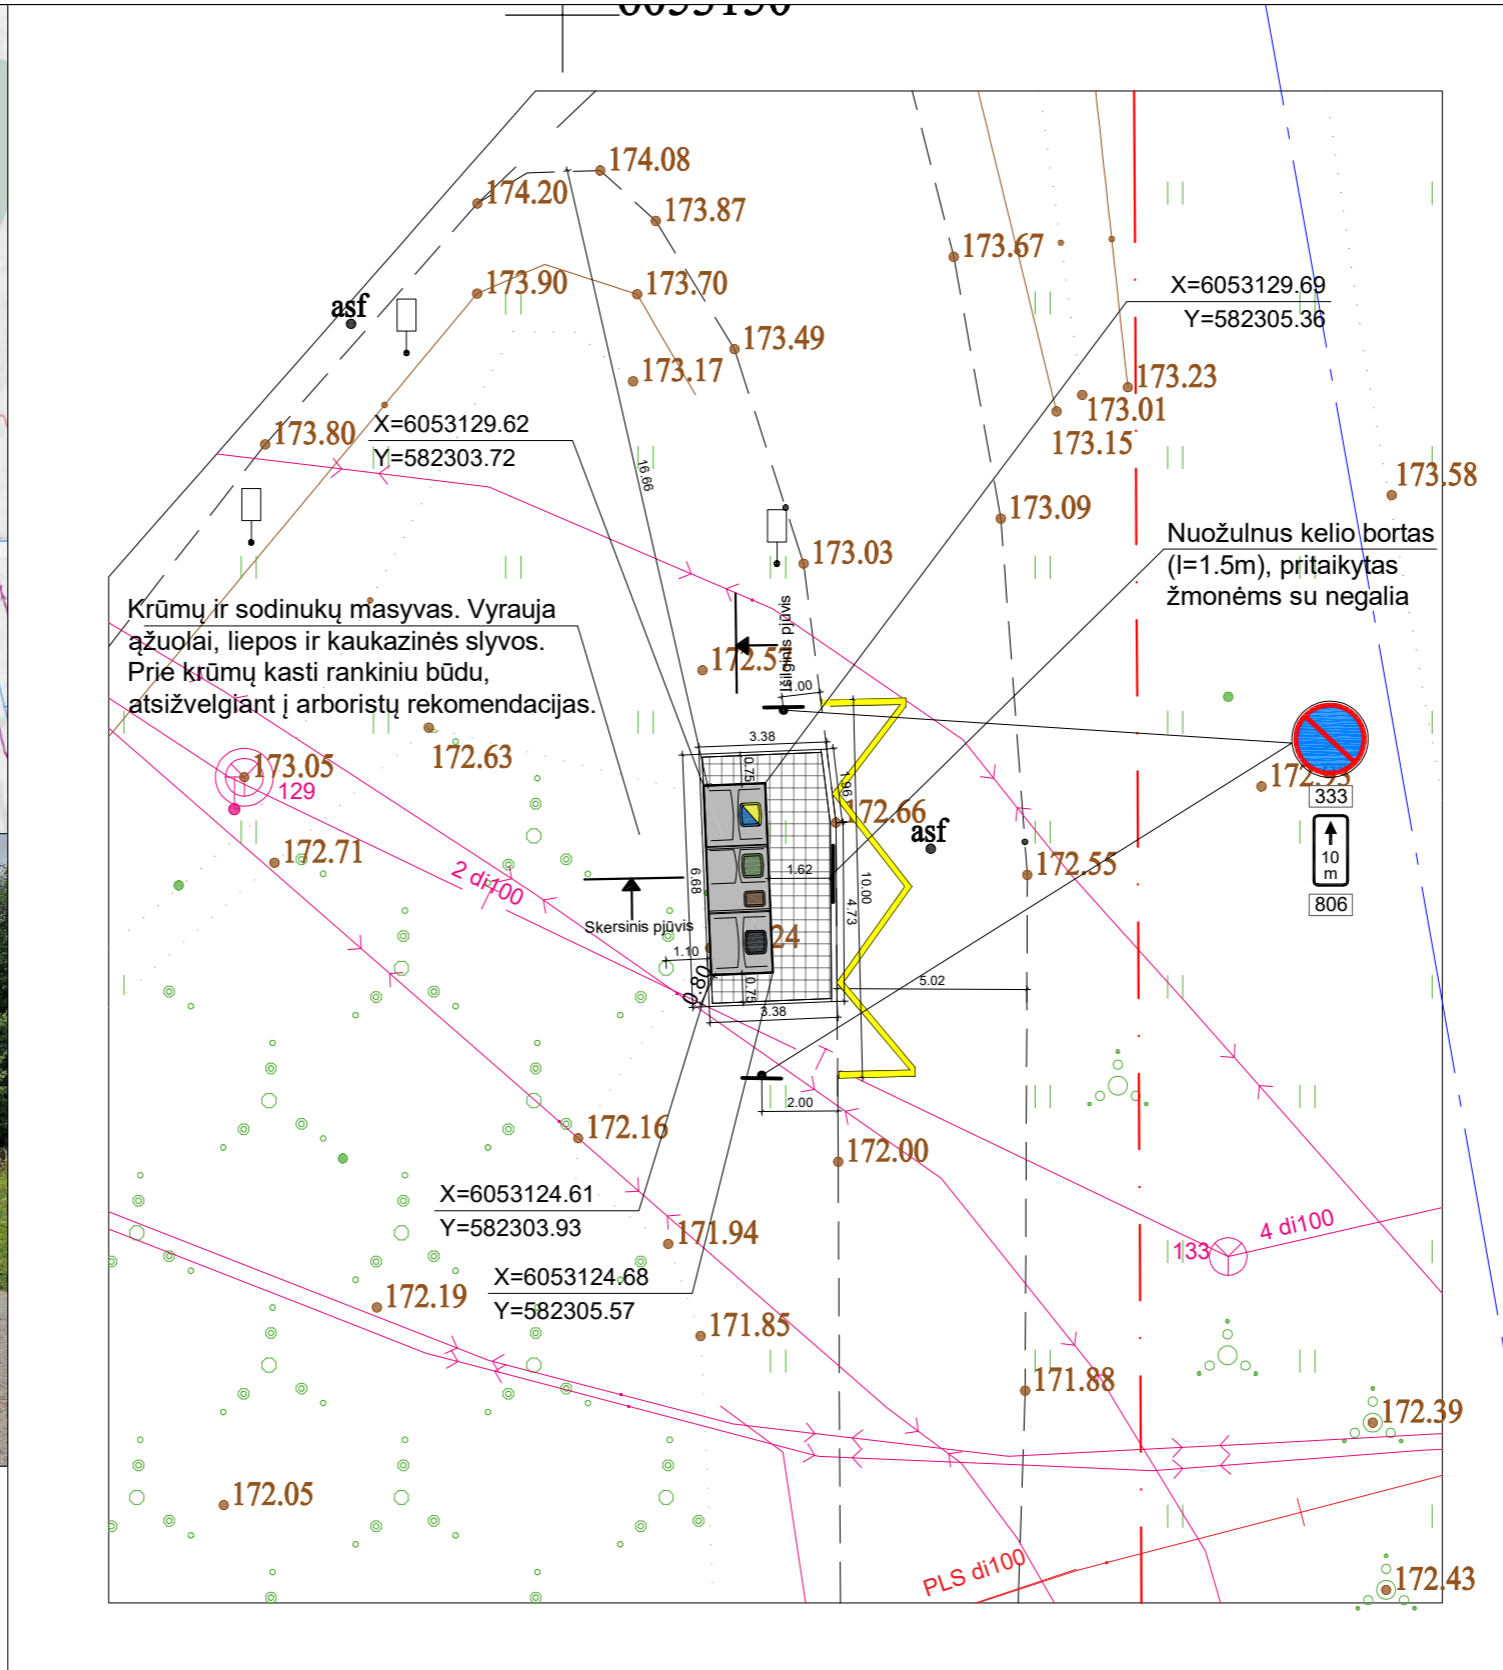 174.08
174.20
173.87
173.67
173.90
173.70
X=6053129.69
Y=582305.36
asf
173.49
173.17
173.23
173.01
173.15
173.80
X=6053129.62
Y=582303.72
16.66
173.58
173.09
Nuožulnus kelio bortas
(l=1.5m), pritaikytas
žmonėms su negalia
173.03
Krūmų ir sodinukų masyvas. Vyrauja
ąžuolai, liepos ir kaukazinės slyvos.
Prie krūmų kasti rankiniu būdu,
atsižvelgiant į arboristų rekomendacijas.
Išilginis pjūvis
1.00
172.63
3.38
173.05
129
0.75
1.96
172.93
333
172.66
asf
172.71
2 di100
6.68
1.62
10.00
4.73
172.55
10
m
806
Skersinis pjūvis
24
1.10
0.80
0.75
5.02
3.38
2.00
172.16
172.00
X=6053124.61
Y=582303.93
171.94
133
4 di100
X=6053124.68
Y=582305.57
172.19
171.85
171.88
172.39
172.05
PLS di100
172.43